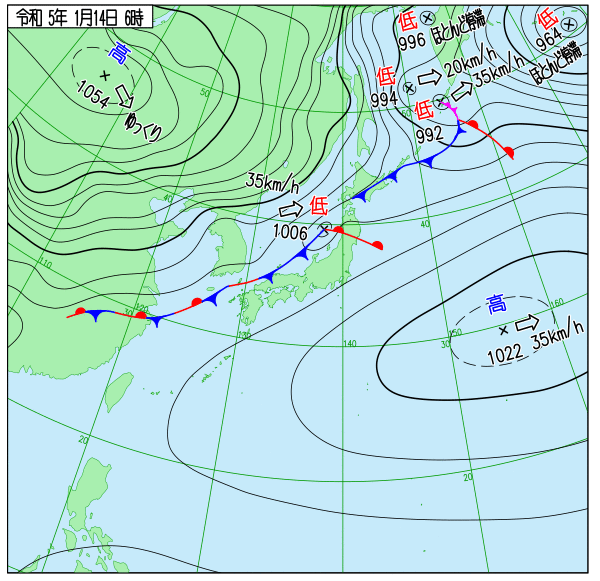 令和 5年 1月14日 6時
高
1054
ゆっくり
低
996 ほとんど停滞
低
964
ほとんど停滞
低
994
20km/h
低
992
35km/h
35km/h
低
1006
高
1022 35km/h
50
50
40
40
110
120
130
140
150
160
30
20
20